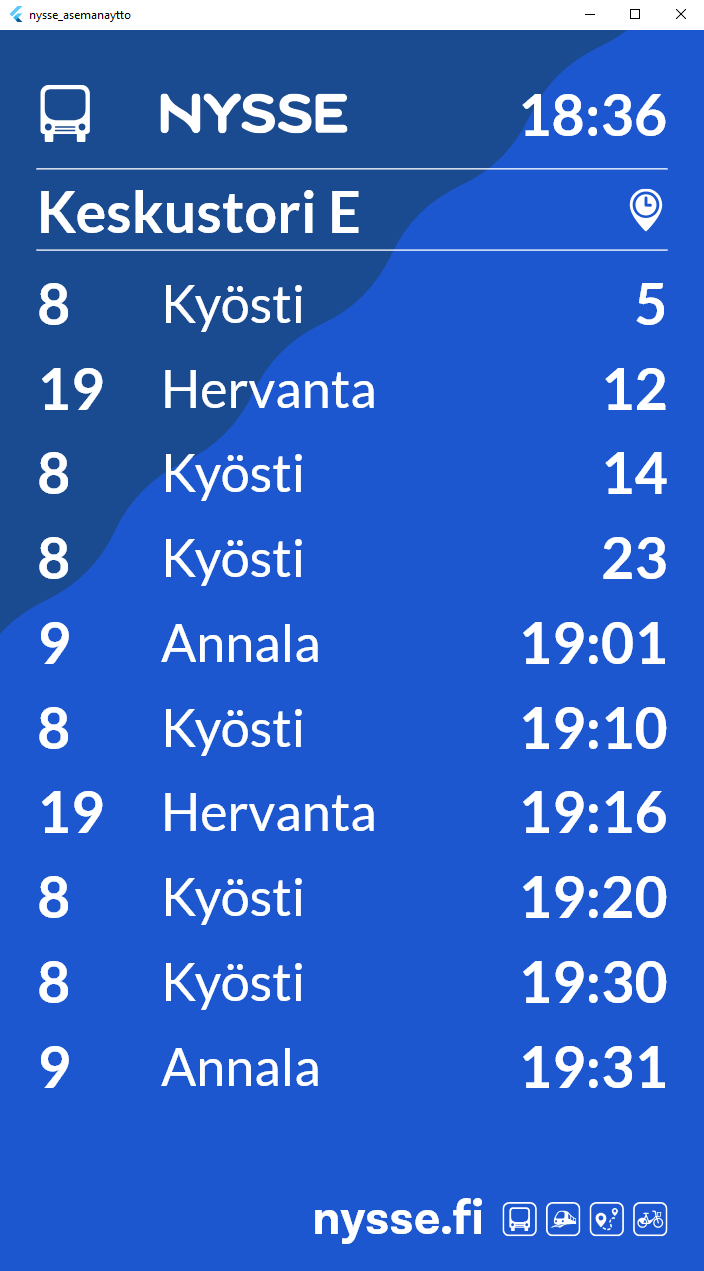 nysse_asemanaytto
NYSSE 18:36
Keskustori E
8 Kyösti 5
19 Hervanta 12
8 Kyösti 14
8 Kyösti 23
9 Annala 19:01
8 Kyösti 19:10
19 Hervanta 19:16
8 Kyösti 19:20
8 Kyösti 19:30
9 Annala 19:31
nysse.fi